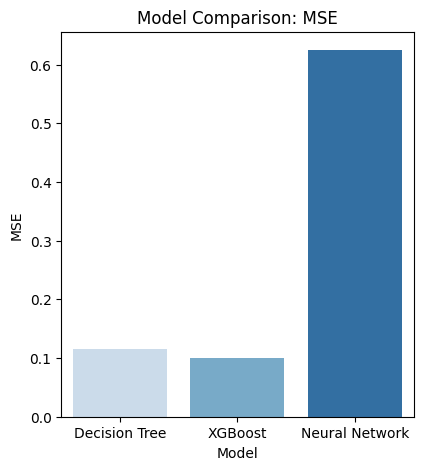 Model Comparison: MSE
MSE
0.6
0.5
0.4
0.3
0.2
0.1
0.0
Decision Tree
XGBoost
Neural Network
Model